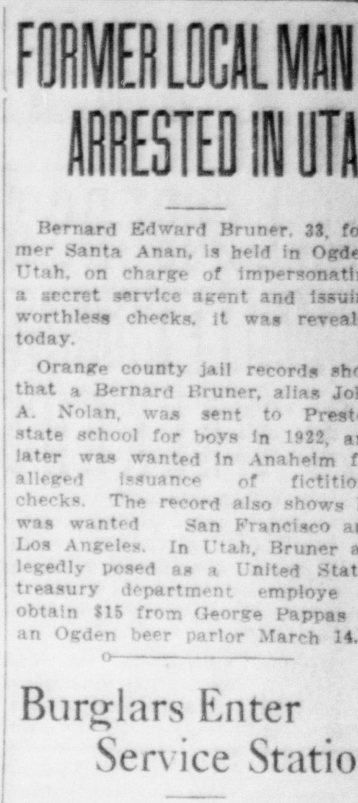 FORMER LOCAL MAN
ARRESTED IN UTA
Bernard Edward Bruner, 33, fo
mer Santa Anan, is held in Ogde
Utah, on charge of impersonati
a secret service agent and issui
worthless checks, it was reveal
today.
Orange county jail records sho
that a Bernard Bruner, alias Jo
A. Nolan, was sent to Prest
state school for boys in 1922, a
later was wanted in Anaheim f
alleged issuance of fictitio
checks. The record also shows
was wanted San Francisco a
Los Angeles. In Utah, Bruner a
legedly posed as a United Stat
treasury department employe
obtain $15 from George Pappas
an Ogden beer parlor March 14.
Burglars Enter
Service Statio